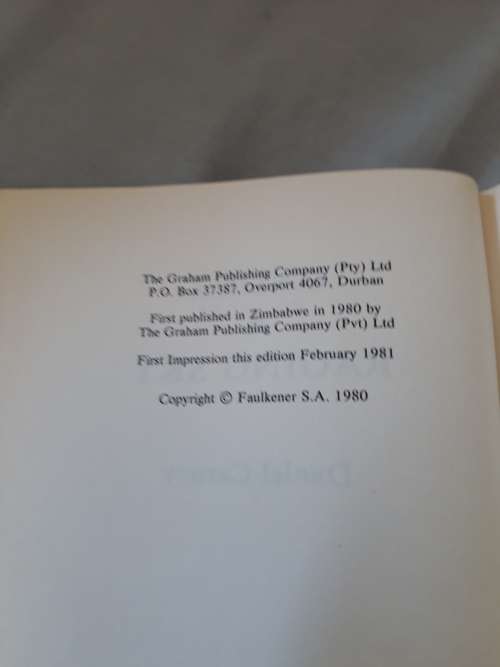 The Graham Publishing Company (Pty) Ltd
P.O. Box 37387, Overport 4067, Durban
First published in Zimbabwe in 1980 by
The Graham Publishing Company (Pvt) Ltd
First Impression this edition February 1981
Copyright © Faulkener S.A. 1980